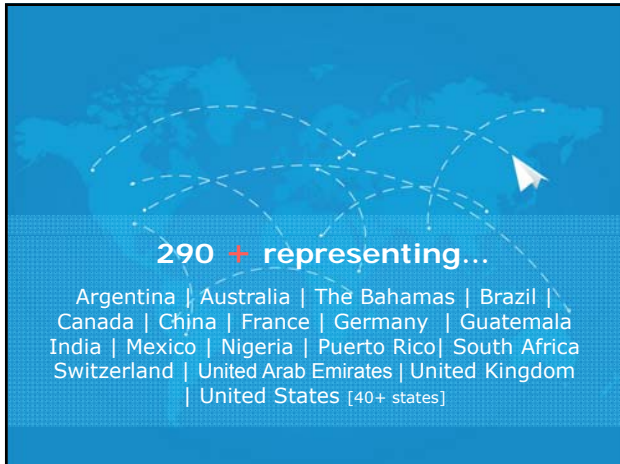 290 + representing...
Argentina | Australia | The Bahamas | Brazil |
Canada | China | France | Germany | Guatemala
India | Mexico | Nigeria | Puerto Rico| South Africa
Switzerland | United Arab Emirates | United Kingdom
| United States [40+ states]